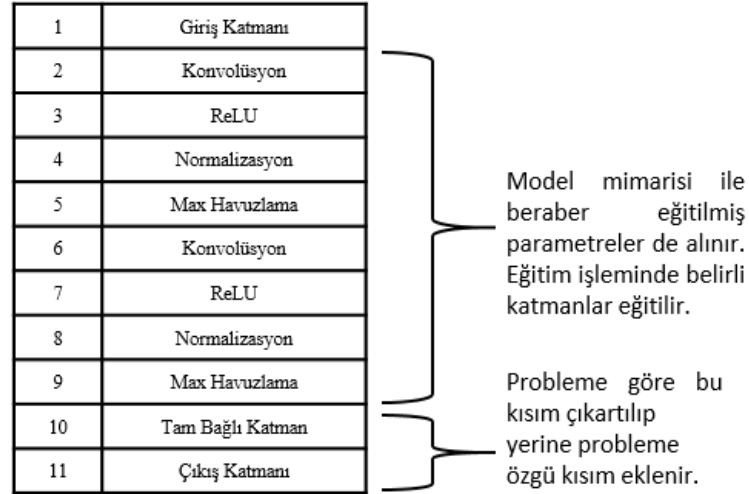 1 Giriş Katmanı
2 Konvolüsyon
3 ReLU
4 Normalizasyon
5 Max Havuzlama
6 Konvolüsyon
7 ReLU
8 Normalizasyon
9 Max Havuzlama
10 Tam Bağlı Katman
11 Çıkış Katmanı
Model mimarisi ile
beraber eğitilmiş
parametreler de alınır.
Eğitim işleminde belirli
katmanlar eğitilir.
Probleme göre bu
kısım çıkartılıp
yerine probleme
özgü kısım eklenir.